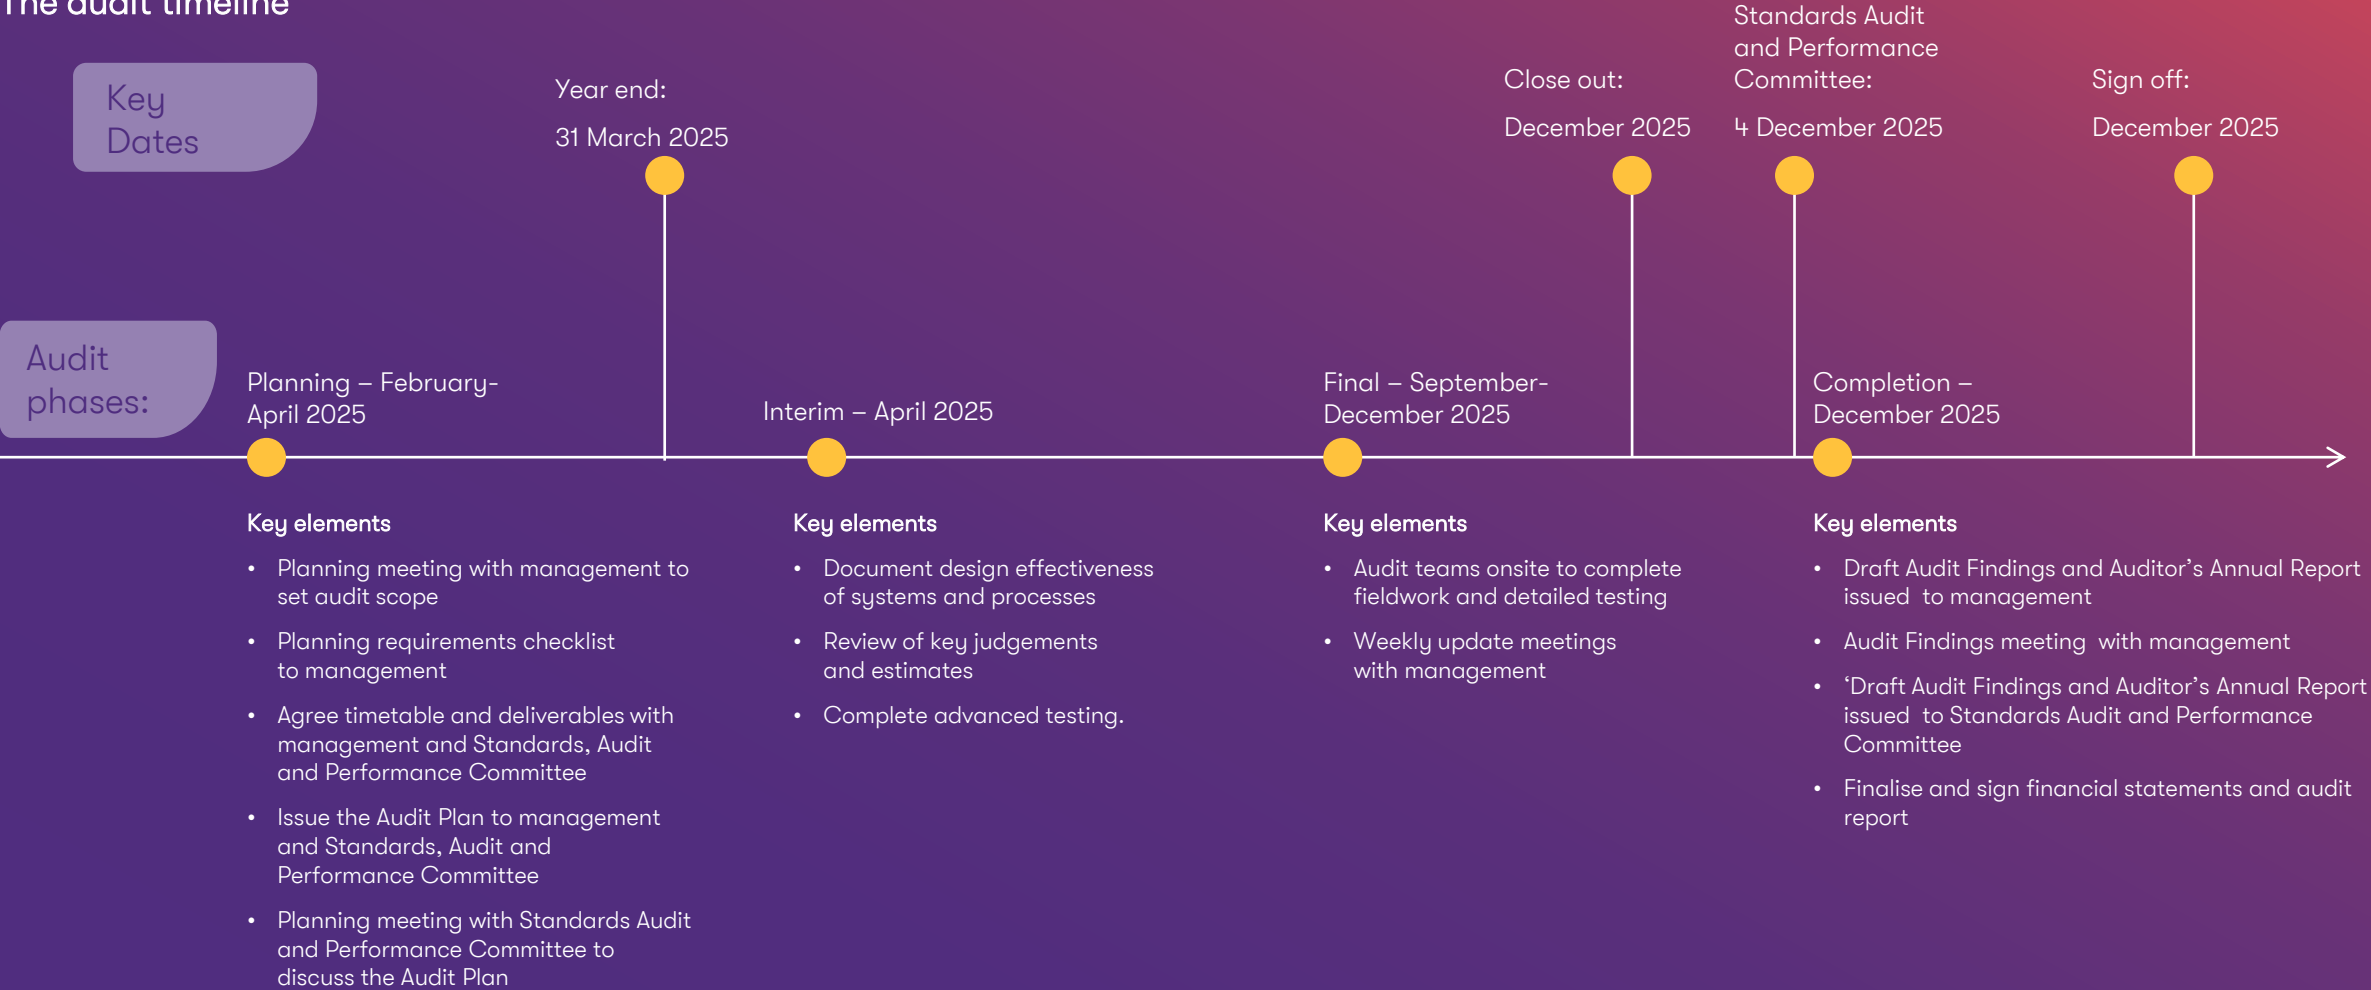 The audit timeline
Key
Dates
Year end:
31 March 2025
Close out:
December 2025
Standards Audit
and Performance
Committee:
4 December 2025
Sign off:
December 2025
Audit
phases:
Planning – February-
April 2025
Interim – April 2025
Final – September-
December 2025
Completion –
December 2025
Key elements
• Planning meeting with management to
set audit scope
• Planning requirements checklist
to management
• Agree timetable and deliverables with
management and Standards, Audit
and Performance Committee
• Issue the Audit Plan to management
and Standards, Audit and
Performance Committee
• Planning meeting with Standards Audit
and Performance Committee to
discuss the Audit Plan
Key elements
• Document design effectiveness
of systems and processes
• Review of key judgements
and estimates
• Complete advanced testing.
Key elements
• Audit teams onsite to complete
fieldwork and detailed testing
• Weekly update meetings
with management
Key elements
• Draft Audit Findings and Auditor’s Annual Report
issued  to management
• Audit Findings meeting  with management
• ‘Draft Audit Findings and Auditor’s Annual Report
issued  to Standards Audit and Performance
Committee
• Finalise and sign financial statements and audit
report